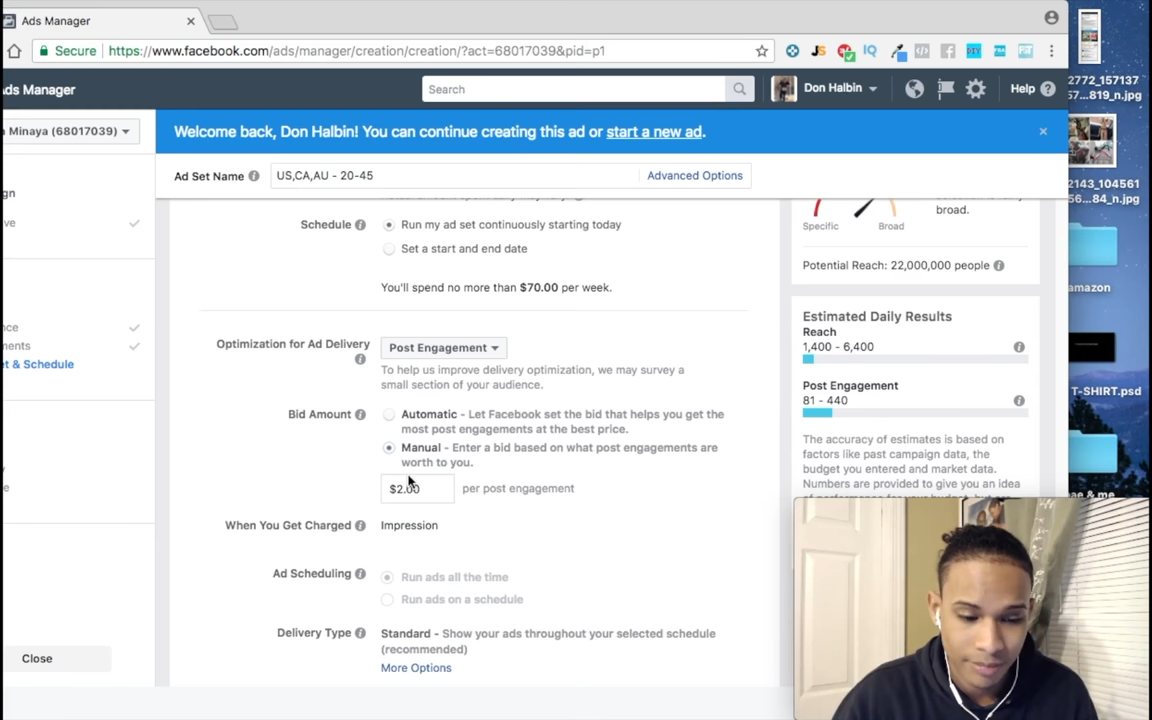 Ads Manager
Secure https://www.facebook.com/ads/manager/creation/creation/?act=68017039&pid=p1
JS
IQ
DIY
FBA
Ads Manager
Search
Don Halbin
Help
2772_157137
57...819_n.jpg
Minaya (68017039)
Welcome back, Don Halbin! You can continue creating this ad or start a new ad.
Ad Set Name
US,CA,AU - 20-45
Advanced Options
2143_104561
56...84_n.jpg
Schedule
Run my ad set continuously starting today
Set a start and end date
You'll spend no more than $70.00 per week.
broad.
Specific
Broad
Potential Reach: 22,000,000 people
amazon
Optimization for Ad Delivery
Post Engagement
To help us improve delivery optimization, we may survey a
small section of your audience.
Estimated Daily Results
Reach
1,400 - 6,400
Post Engagement
81 - 440
T-SHIRT.psd
et & Schedule
Bid Amount
Automatic - Let Facebook set the bid that helps you get the
most post engagements at the best price.
Manual - Enter a bid based on what post engagements are
worth to you.
$2.00
per post engagement
The accuracy of estimates is based on
factors like past campaign data, the
budget you entered and market data.
Numbers are provided to give you an idea
& me
When You Get Charged
Impression
Ad Scheduling
Run ads all the time
Run ads on a schedule
Delivery Type
Standard - Show your ads throughout your selected schedule
(recommended)
More Options
Close